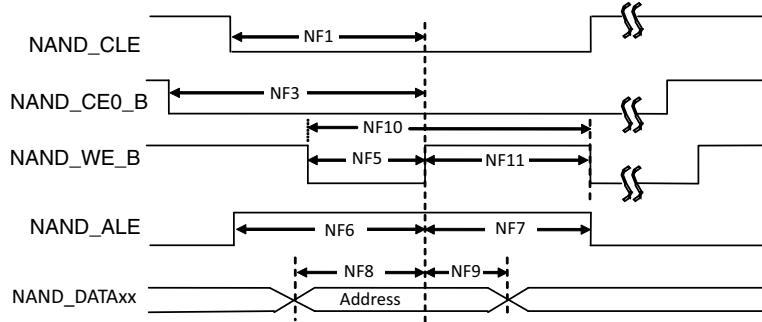 NAND_CLE
NF1
NAND_CE0_B
NF3
NF10
NAND_WE_B
NF5
NF11
NAND_ALE
NF6
NF7
NF8
NF9
NAND_DATAxx
Address